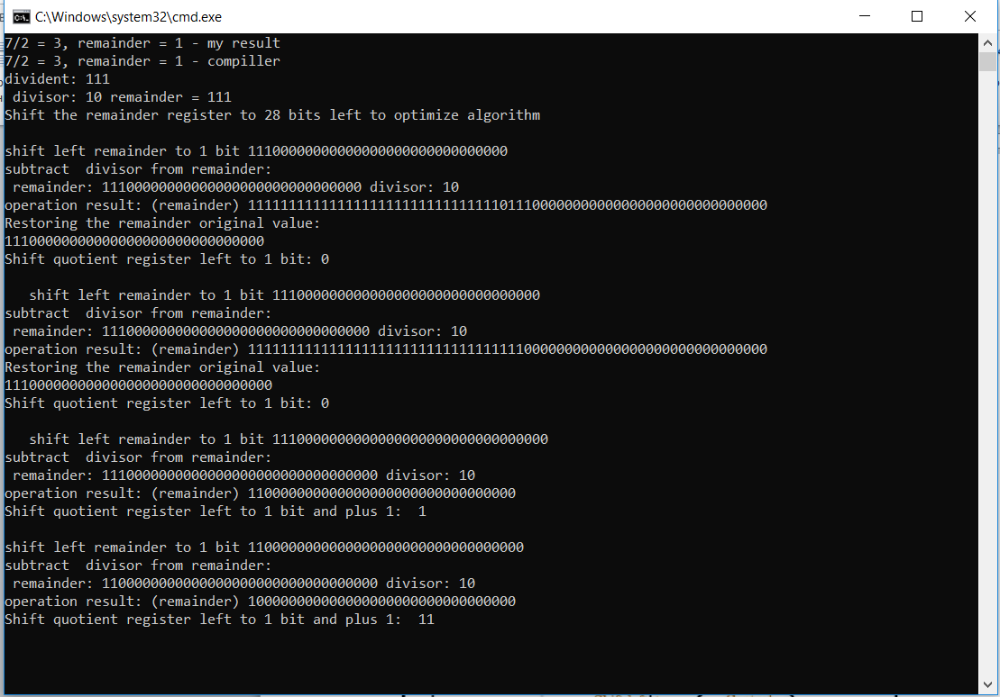 C:\Windows\system32\cmd.exe
7/2 = 3, remainder = 1 - my result
7/2 = 3, remainder = 1 - compiller
divident: 111
 divisor: 10 remainder = 111
Shift the remainder register to 28 bits left to optimize algorithm
shift left remainder to 1 bit 11100000000000000000000000000000
subtract  divisor from remainder:
 remainder: 11100000000000000000000000000000 divisor: 10
operation result: (remainder) 1111111111111111111111111111111011100000000000000000000000000000
Restoring the remainder original value:
11100000000000000000000000000000
Shift quotient register left to 1 bit: 0
   shift left remainder to 1 bit 111000000000000000000000000000000
subtract  divisor from remainder:
 remainder: 111000000000000000000000000000000 divisor: 10
operation result: (remainder) 1111111111111111111111111111111111000000000000000000000000000000
Restoring the remainder original value:
111000000000000000000000000000000
Shift quotient register left to 1 bit: 0
   shift left remainder to 1 bit 1110000000000000000000000000000000
subtract  divisor from remainder:
 remainder: 1110000000000000000000000000000000 divisor: 10
operation result: (remainder) 110000000000000000000000000000000
Shift quotient register left to 1 bit and plus 1:  1
shift left remainder to 1 bit 1100000000000000000000000000000000
subtract  divisor from remainder:
 remainder: 1100000000000000000000000000000000 divisor: 10
operation result: (remainder) 100000000000000000000000000000000
Shift quotient register left to 1 bit and plus 1:  11